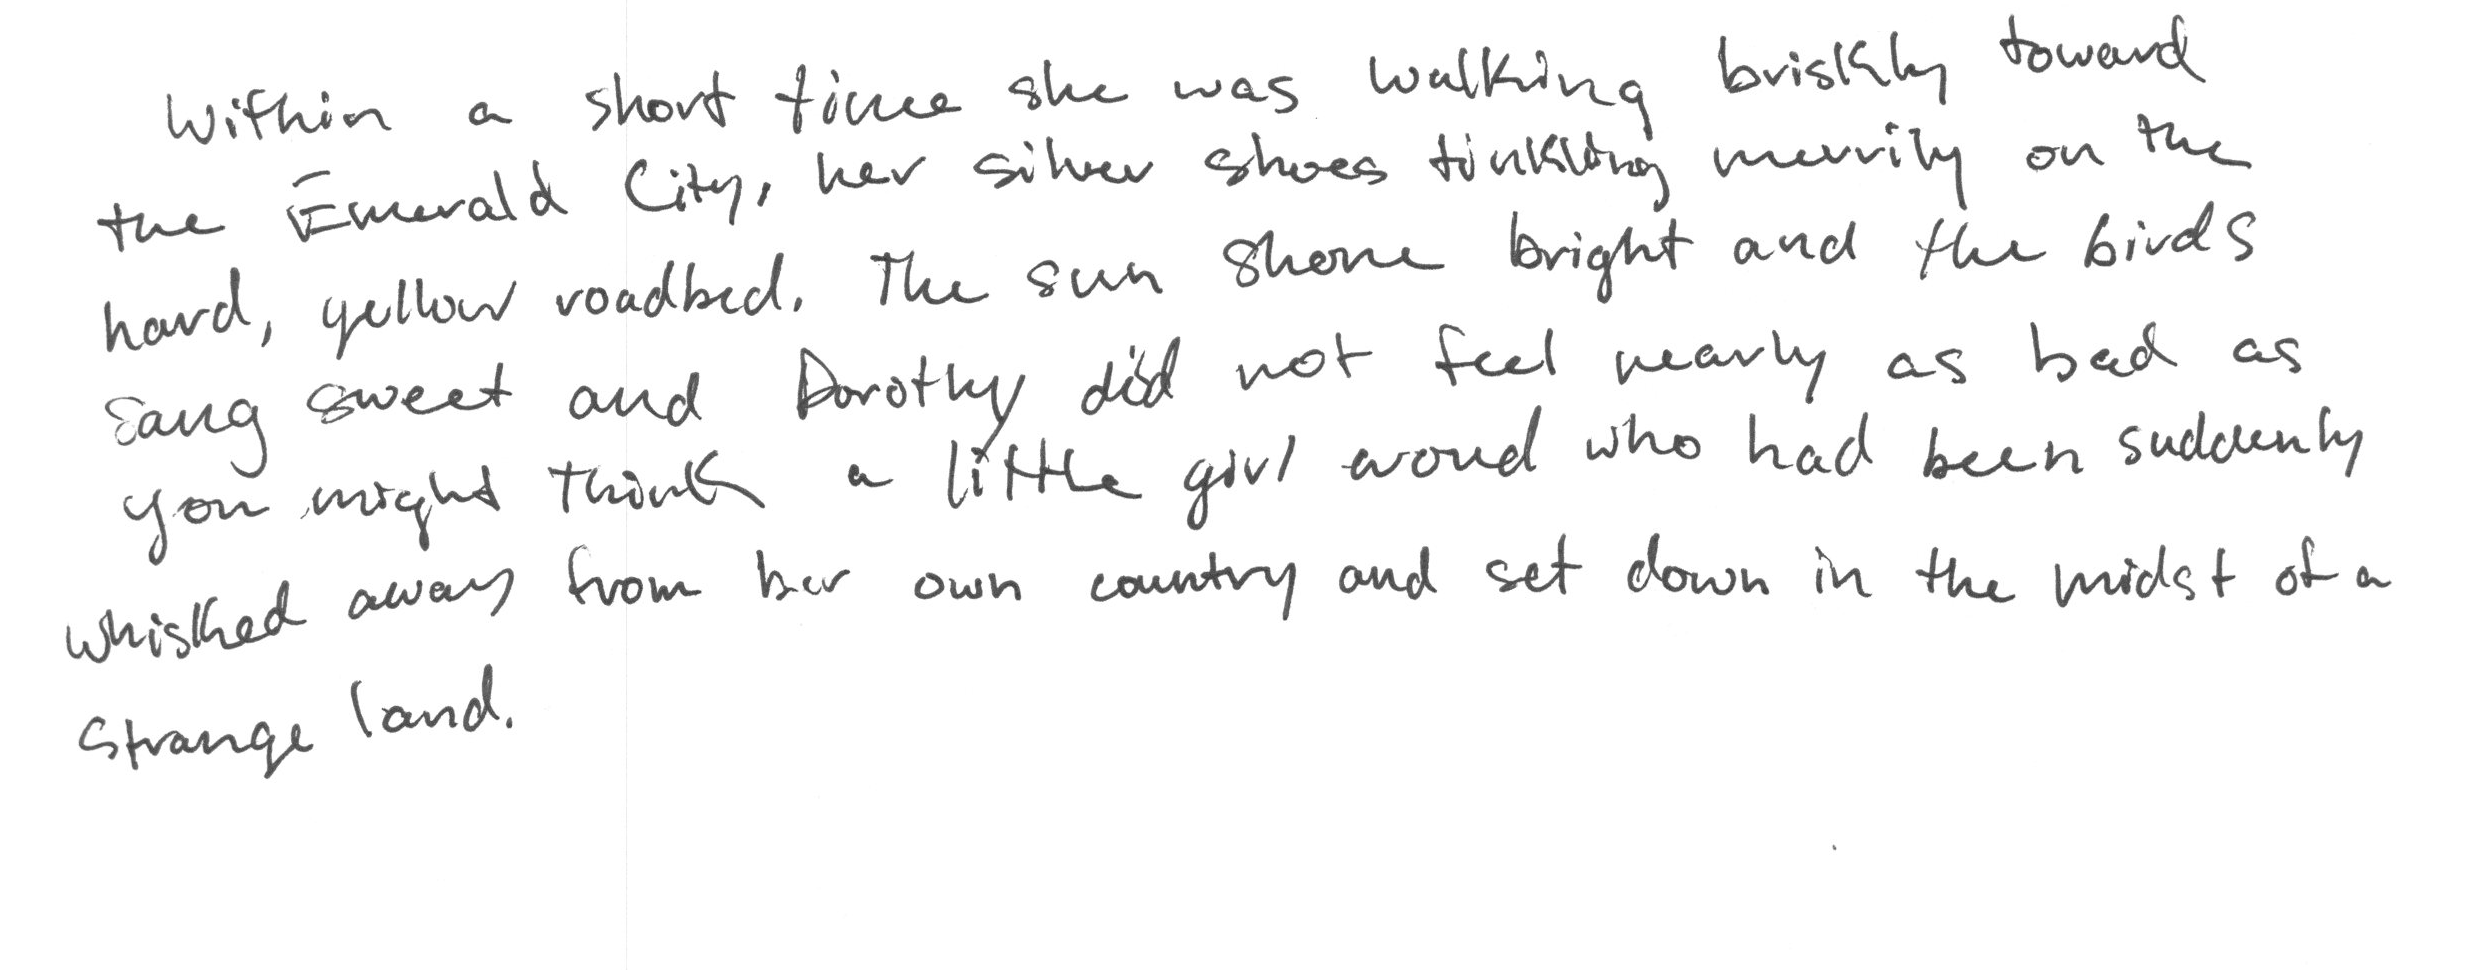 Within a short time she was walking briskly toward
the Emerald City, her silver shoes tinkling merrily on the
hard, yellow roadbed. The sun shone bright and the birds
sang sweet and Dorothy did not feel nearly as bad as
you might think a little girl woud who had been suddenly
whisked away from her own country and set down in the midst of a
strange land.